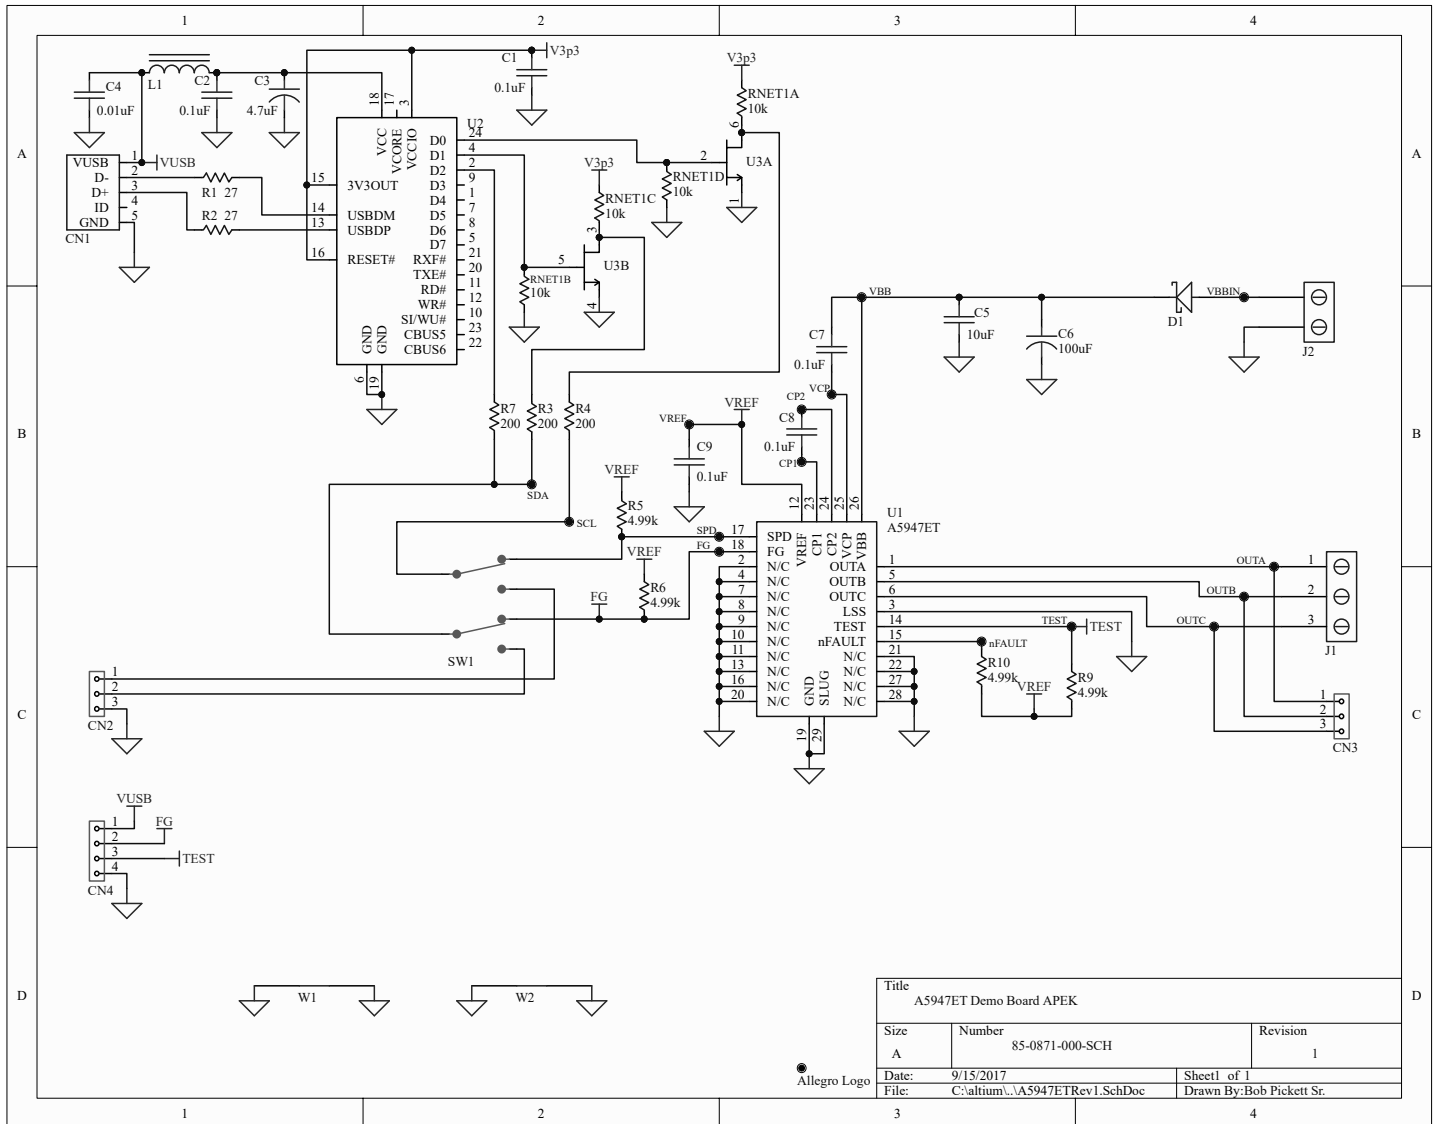 1 2 3 4
A
B
C
D
C4
0.01uF
L1
C2
0.1uF
C3
4.7uF
C1
0.1uF
V3p3
VUSB 1
D- 2
D+ 3
ID 4
GND 5
CN1
VUSB
R1 27
R2 27
U2
18 17 3
VCC
VCORE
VCCIO
15 3V3OUT
14 USBDM
13 USBDP
16 RESET#
D0 24
D1 4
D2 2
D3 9
D4 1
D5 7
D6 8
D7 5
RXF# 21
TXE# 20
RD# 11
WR# 12
SI/WU# 10
CBUS5 23
CBUS6 22
GND
GND
6 19
V3p3
RNET1C
10k
3
5
U3B
4
RNET1B
10k
V3p3
RNET1A
10k
6
2
U3A
1
RNET1D
10k
R7
200
R3
200
R4
200
SDA
SCL
VREF
R5
4.99k
VREF
R6
4.99k
FG
SW1
VREF
VREF
C9
0.1uF
VBB
C7
0.1uF
VCP
CP2
C8
0.1uF
CP1
C5
10uF
C6
100uF
D1
VBBIN
J2
U1
A5947ET
12 23 24 25 26
VREF
CP1
CP2
VCP
VBB
SPD 17 SPD
FG 18 FG
2 N/C
4 N/C
7 N/C
8 N/C
9 N/C
10 N/C
11 N/C
13 N/C
16 N/C
20 N/C
OUTA 1
OUTB 5
OUTC 6
LSS 3
TEST 14
nFAULT 15
N/C 21
N/C 22
N/C 27
N/C 28
GND
SLUG
19 29
nFAULT
R10
4.99k
VREF
R9
4.99k
TEST
TEST
OUTA
OUTB
OUTC
1
2
3
J1
1
2
3
CN3
1
2
3
CN2
VUSB
FG
TEST
1
2
3
4
CN4
W1
W2
Allegro Logo
Title
A5947ET Demo Board APEK
Size
A
Number
85-0871-000-SCH
Revision
1
Date: 9/15/2017 Sheet1 of 1
File: C:\altium\..\A5947ETRev1.SchDoc Drawn By:Bob Pickett Sr.
A
B
C
D
1 2 3 4